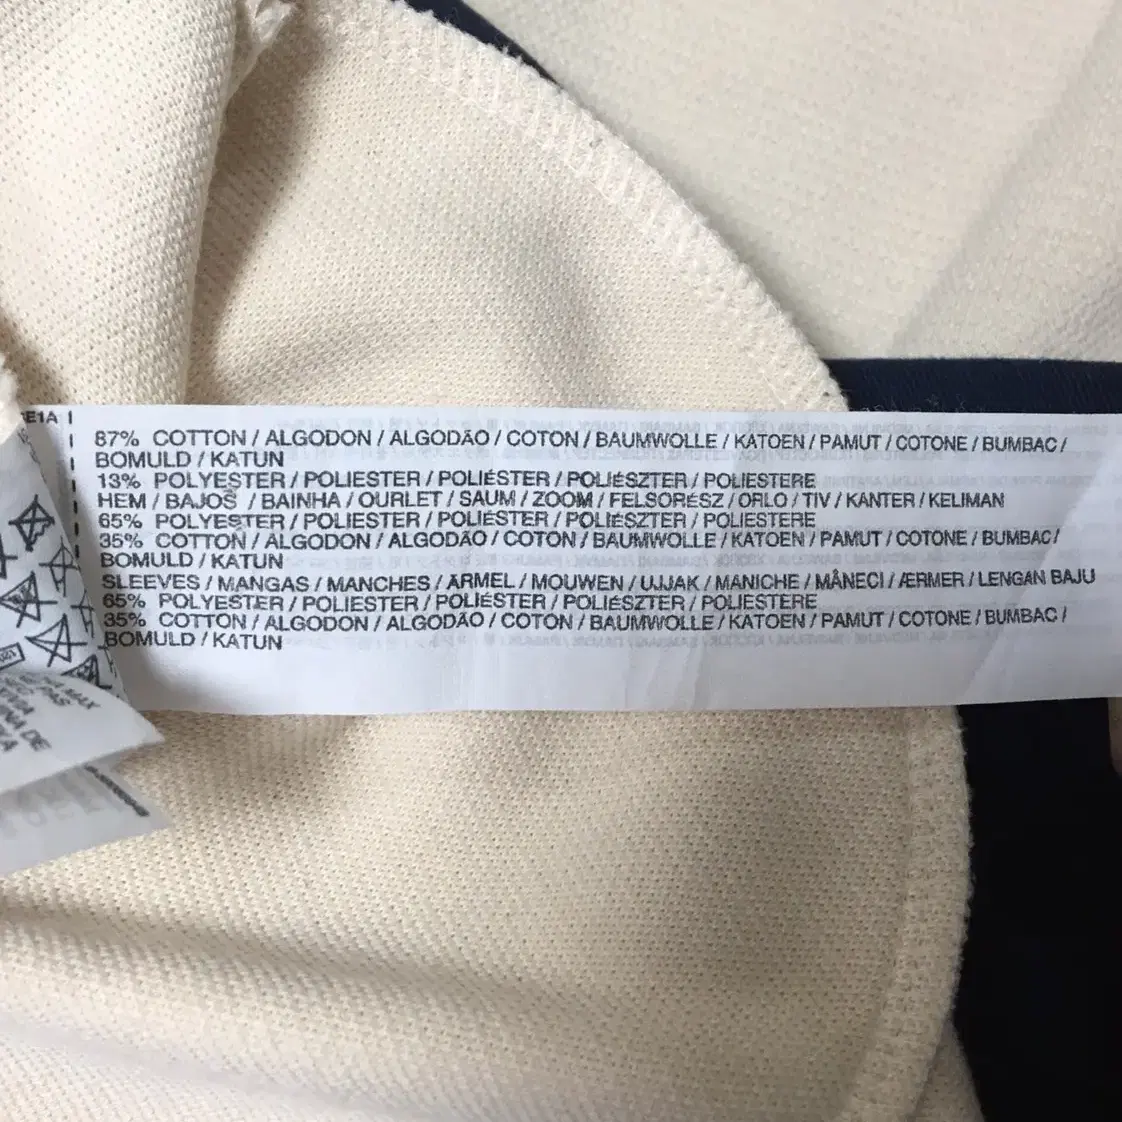 E1A
87% COTTON / ALGODON / ALGODÃO / COTON / BAUMWOLLE / KATOEN / PAMUT / COTONE / BUMBAC /
BOMULD / KATUN
13% POLYESTER / POLIESTER / POLIÉSTER / POLIÉSZTER / POLIESTERE
HEM / BAJOS / BAINHA / OURLET / SAUM / ZOOM / FELSORÉSZ / ORLO / TIV / KANTER / KELIMAN
65% POLYESTER / POLIESTER / POLIÉSTER / POLIÉSZTER / POLIESTERE
35% COTTON / ALGODON / ALGODÃO / COTON / BAUMWOLLE / KATOEN / PAMUT / COTONE / BUMBAC /
BOMULD / KATUN
SLEEVES / MANGAS / MANCHES / ÄRMEL / MOUWEN / UJJAK / MANICHE / MÂNECI / ÆRMER / LENGAN BAJU
65% POLYESTER / POLIESTER / POLIÉSTER / POLIÉSZTER / POLIESTERE
35% COTTON / ALGODON / ALGODÃO / COTON / BAUMWOLLE / KATOEN / PAMUT / COTONE / BUMBAC /
BOMULD / KATUN
MAX
PAS
DE